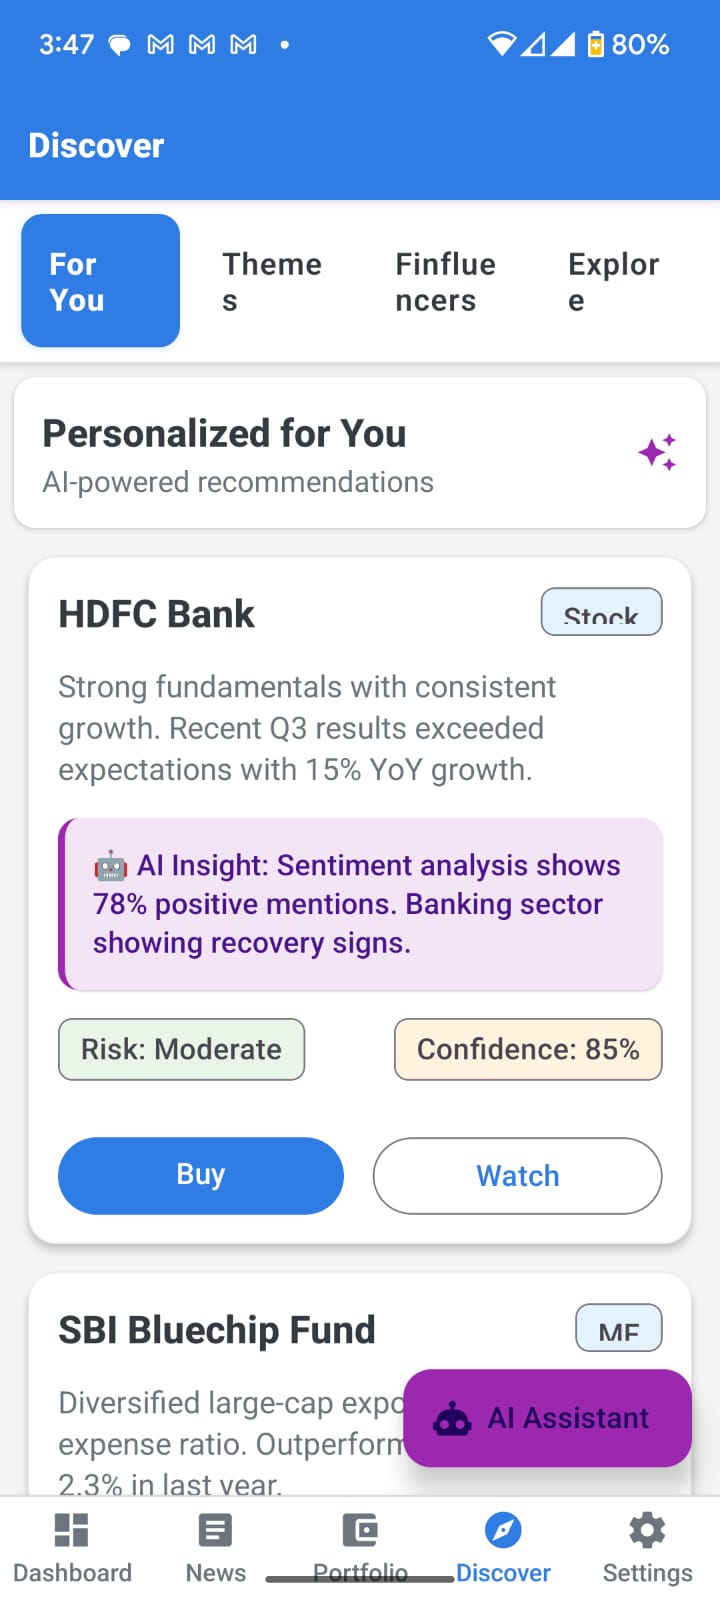 3:47
80%
Discover
For
You
Theme
s
Finflue
ncers
Explor
e
Personalized for You
AI-powered recommendations
HDFC Bank
Stock
Strong fundamentals with consistent
growth. Recent Q3 results exceeded
expectations with 15% YoY growth.
AI Insight: Sentiment analysis shows
78% positive mentions. Banking sector
showing recovery signs.
Risk: Moderate
Confidence: 85%
Buy
Watch
SBI Bluechip Fund
MF
Diversified large-cap expo
expense ratio. Outperform
2.3% in last year.
AI Assistant
Dashboard
News
Portfolio
Discover
Settings